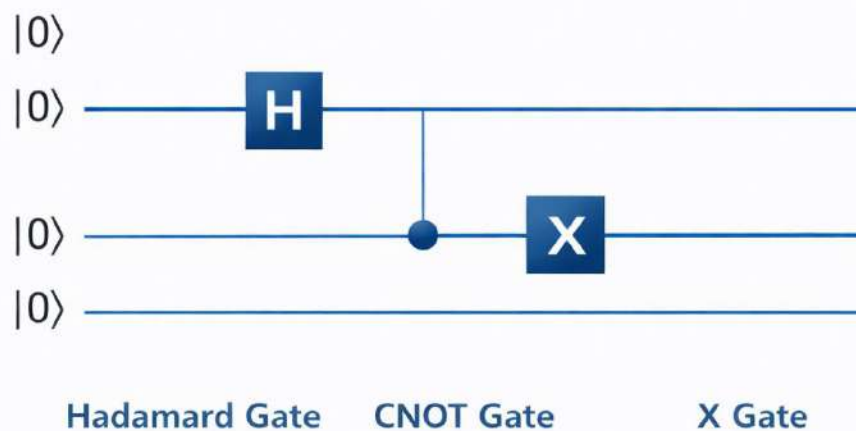 |0⟩
|0⟩ H
|0⟩ X
|0⟩
Hadamard Gate CNOT Gate X Gate